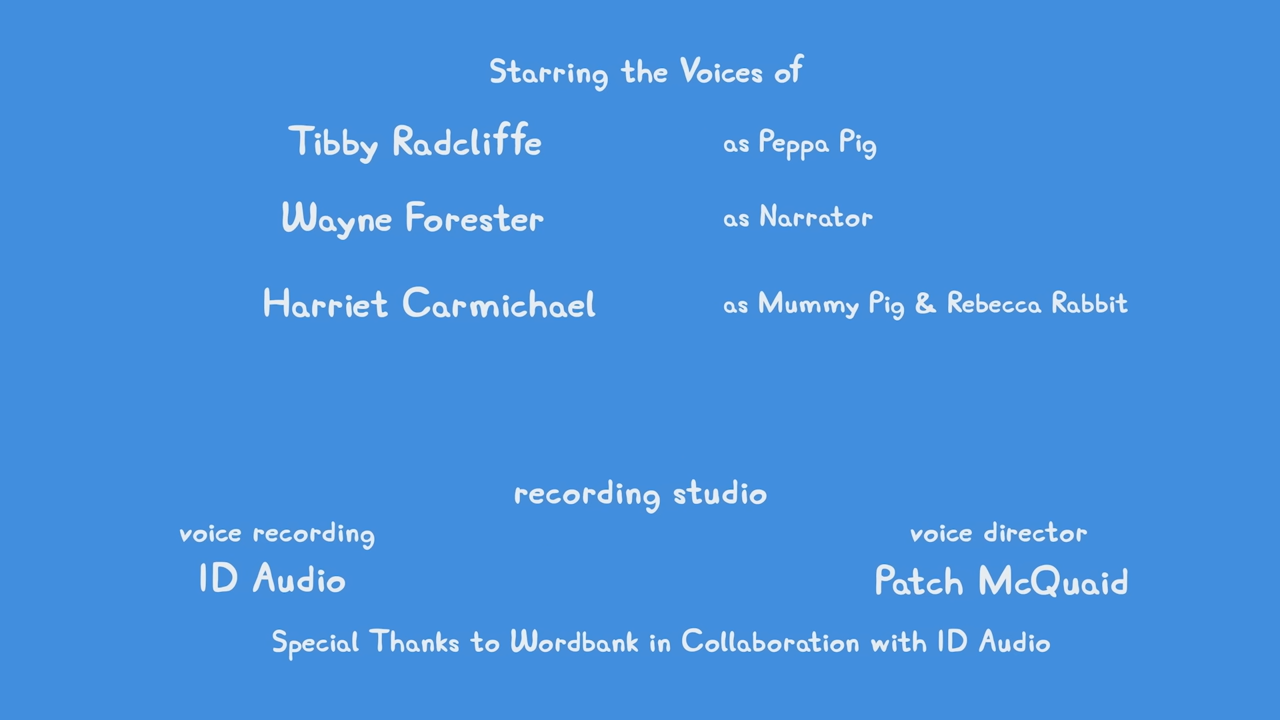 Starring the Voices of
Tibby Radcliffe as Peppa Pig
Wayne Forester as Narrator
Harriet Carmichael as Mummy Pig & Rebecca Rabbit
recording studio
voice recording voice director
ID Audio Patch McQuaid
Special Thanks to Wordbank in Collaboration with ID Audio